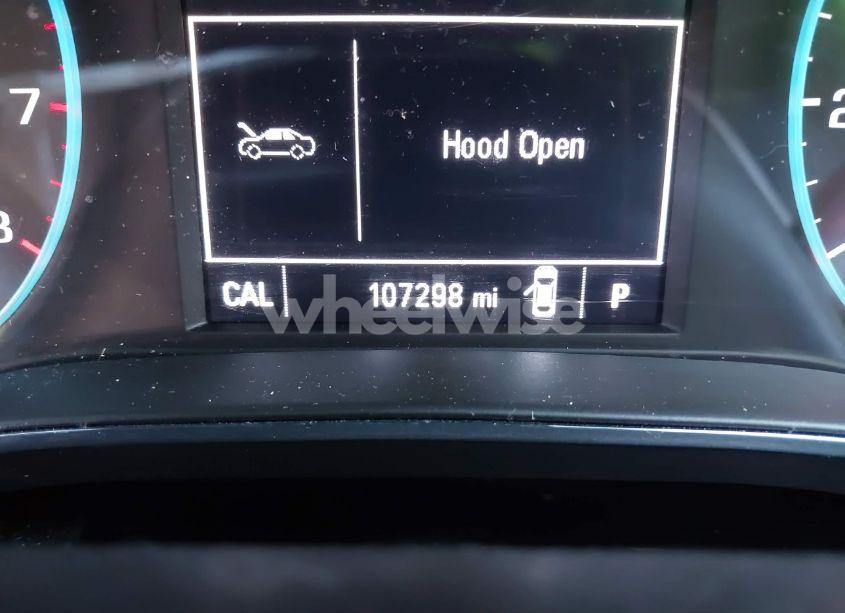 7
2
Hood Open
8
CAL 107298 mi P
wheelwise